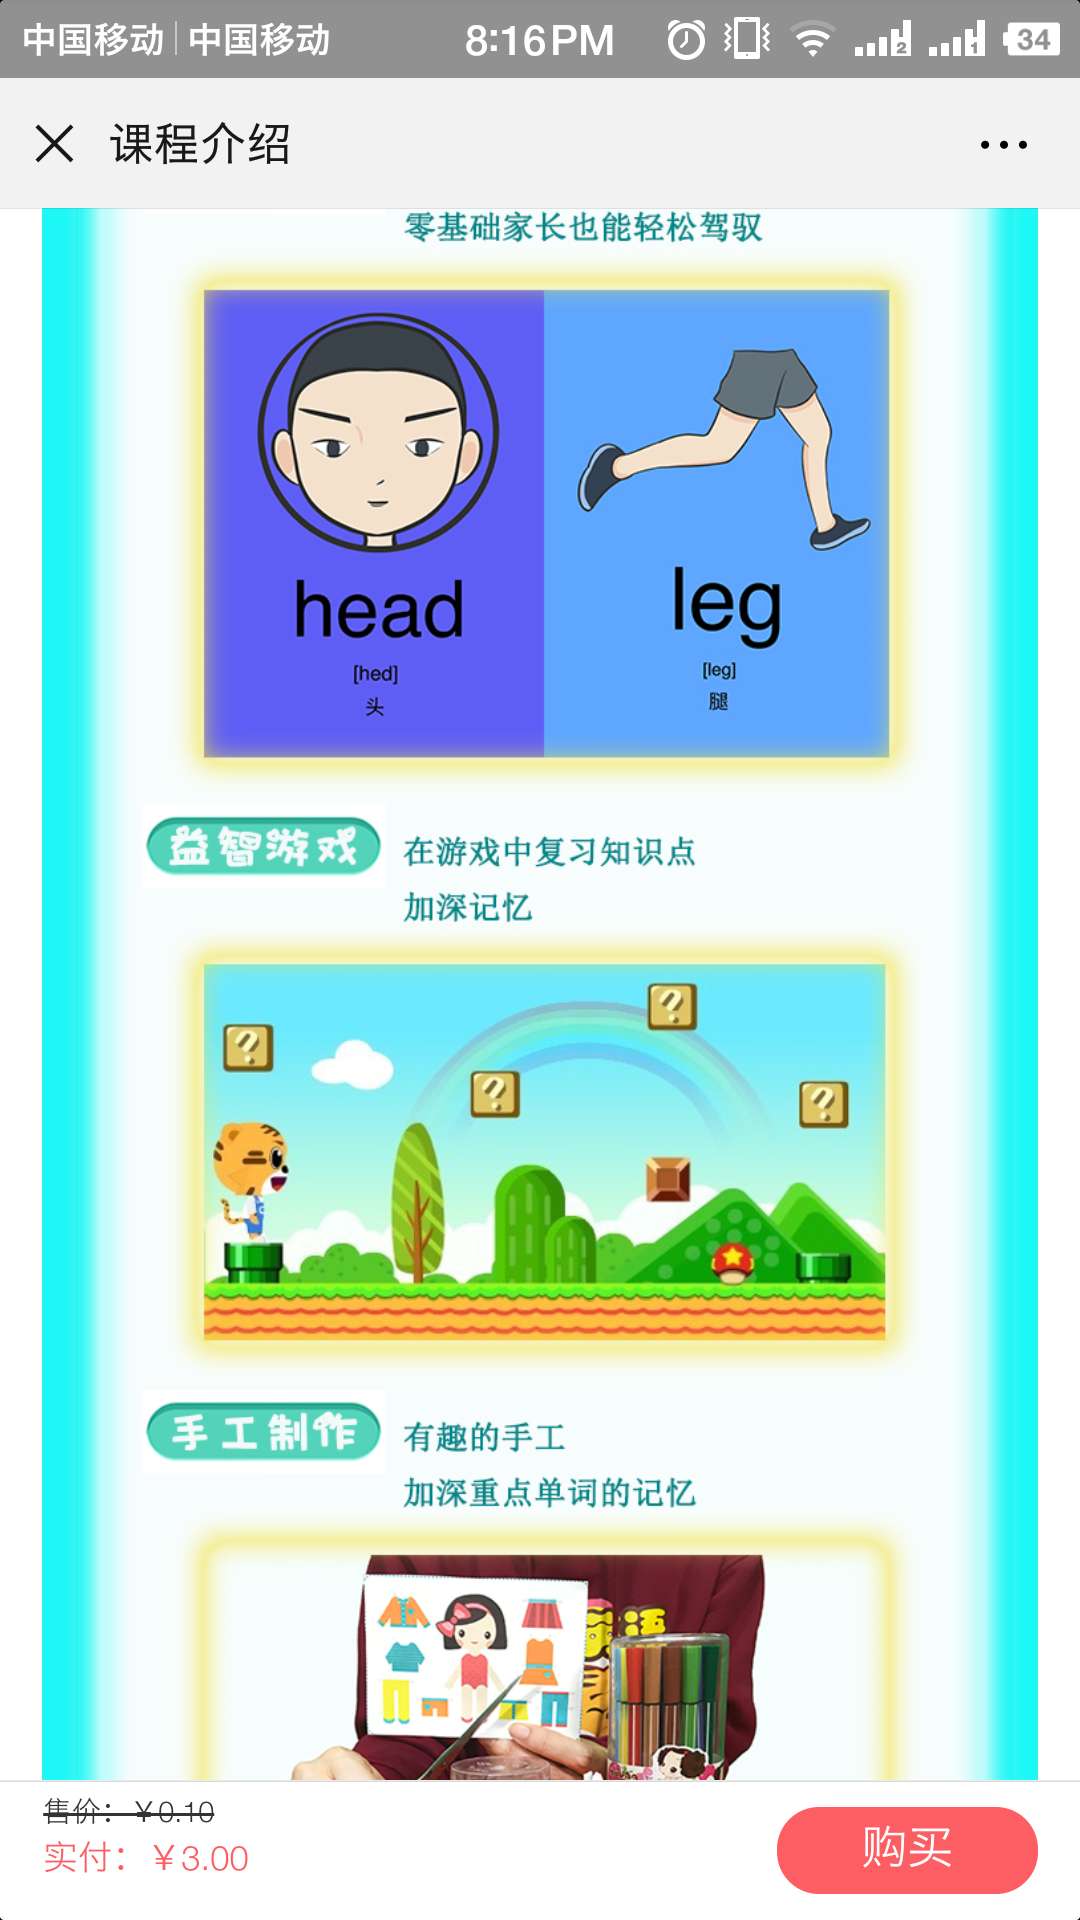 中国移动 中国移动 8:16PM 2 1 34
课程介绍
零基础家长也能轻松驾驭
head
[hed]
头
leg
[leg]
腿
益智游戏
在游戏中复习知识点
加深记忆
? ? ? ?
手工制作
有趣的手工
加深重点单词的记忆
售价：￥0.10
实付：￥3.00
购买